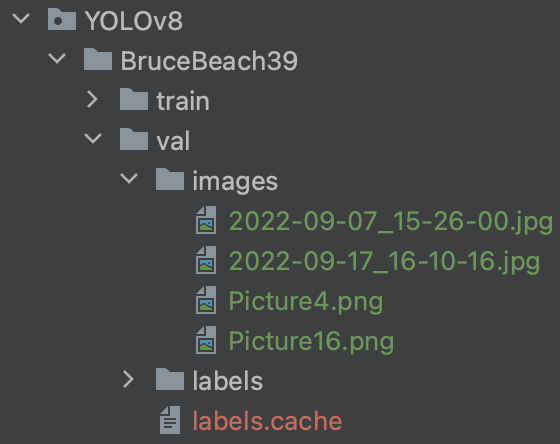 YOLOv8
BruceBeach39
train
val
images
2022-09-07_15-26-00.jpg
2022-09-17_16-10-16.jpg
Picture4.png
Picture16.png
labels
labels.cache